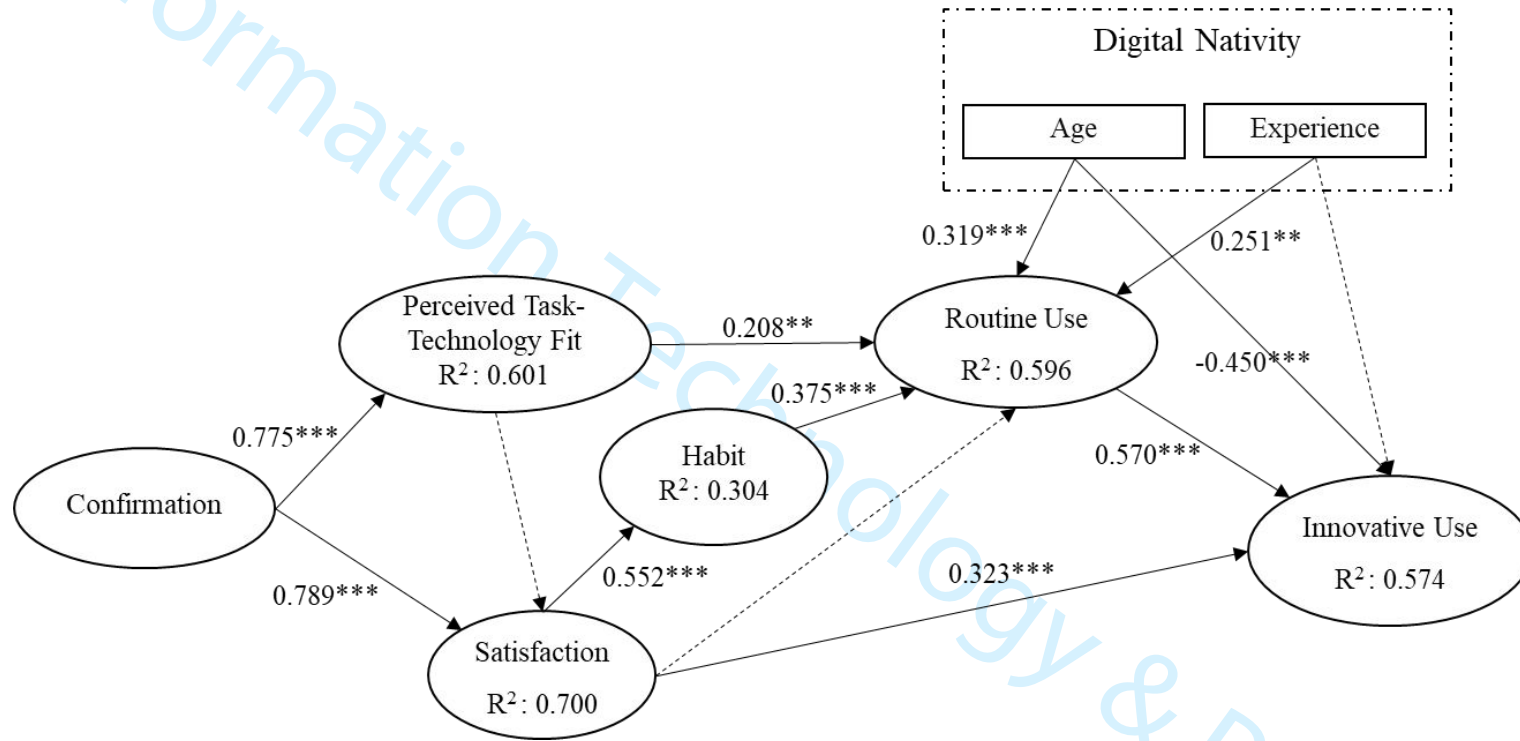 Digital Nativity
Age
Experience
0.319***
0.251**
Perceived Task-
Technology Fit
R²: 0.601
0.208**
Routine Use
R²: 0.596
-0.450***
0.375***
0.775***
Habit
R²: 0.304
0.570***
Confirmation
Innovative Use
R²: 0.574
0.789***
0.552***
0.323***
Satisfaction
R²: 0.700
ormation Technology &